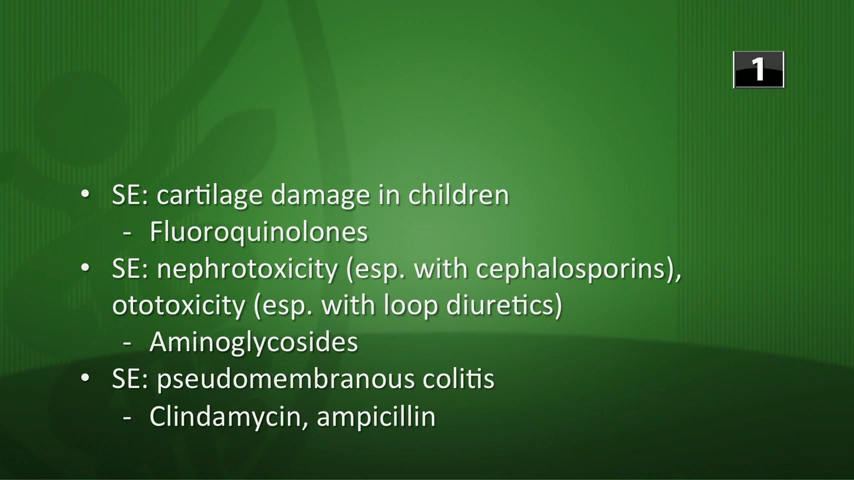 1
• SE: cartilage damage in children
- Fluoroquinolones
• SE: nephrotoxicity (esp. with cephalosporins),
ototoxicity (esp. with loop diuretics)
- Aminoglycosides
• SE: pseudomembranous colitis
- Clindamycin, ampicillin